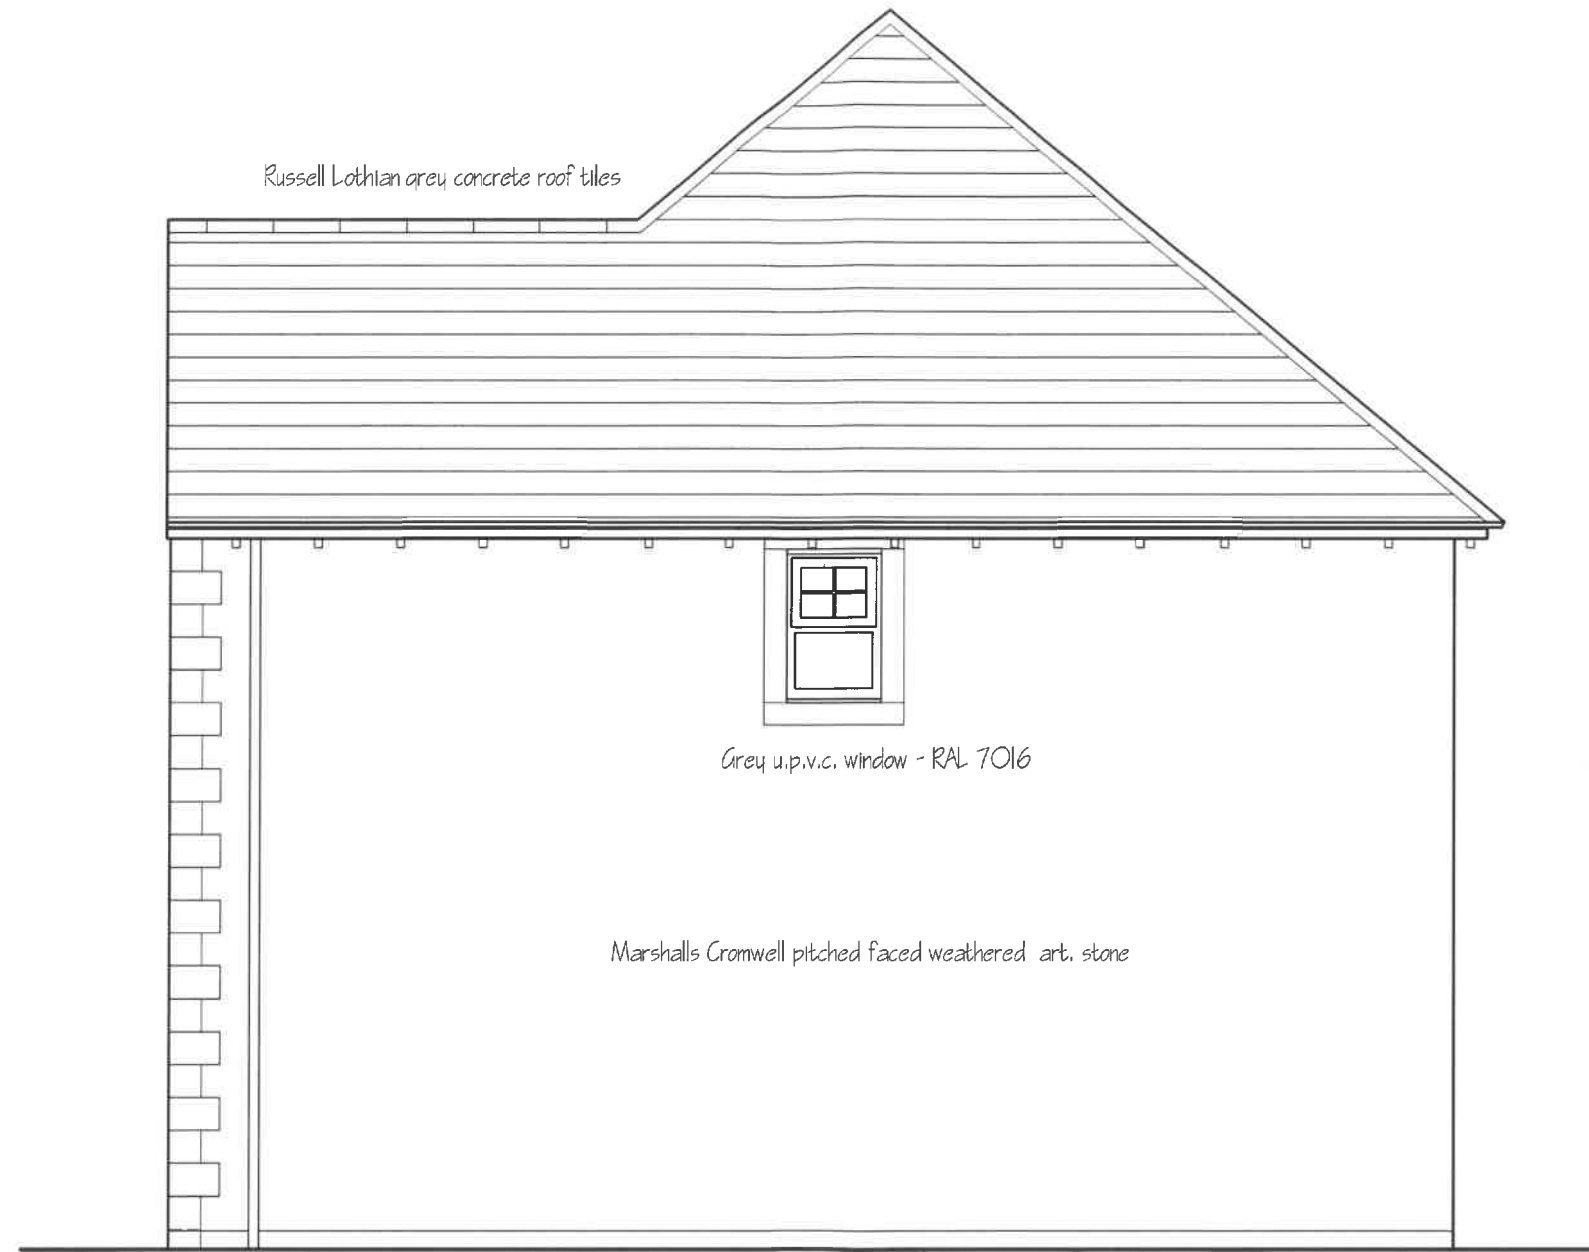 Russell Lothian grey concrete roof tiles
Grey u.p.v.c. window - RAL 7016
Marshalls Cromwell pitched faced weathered art. stone